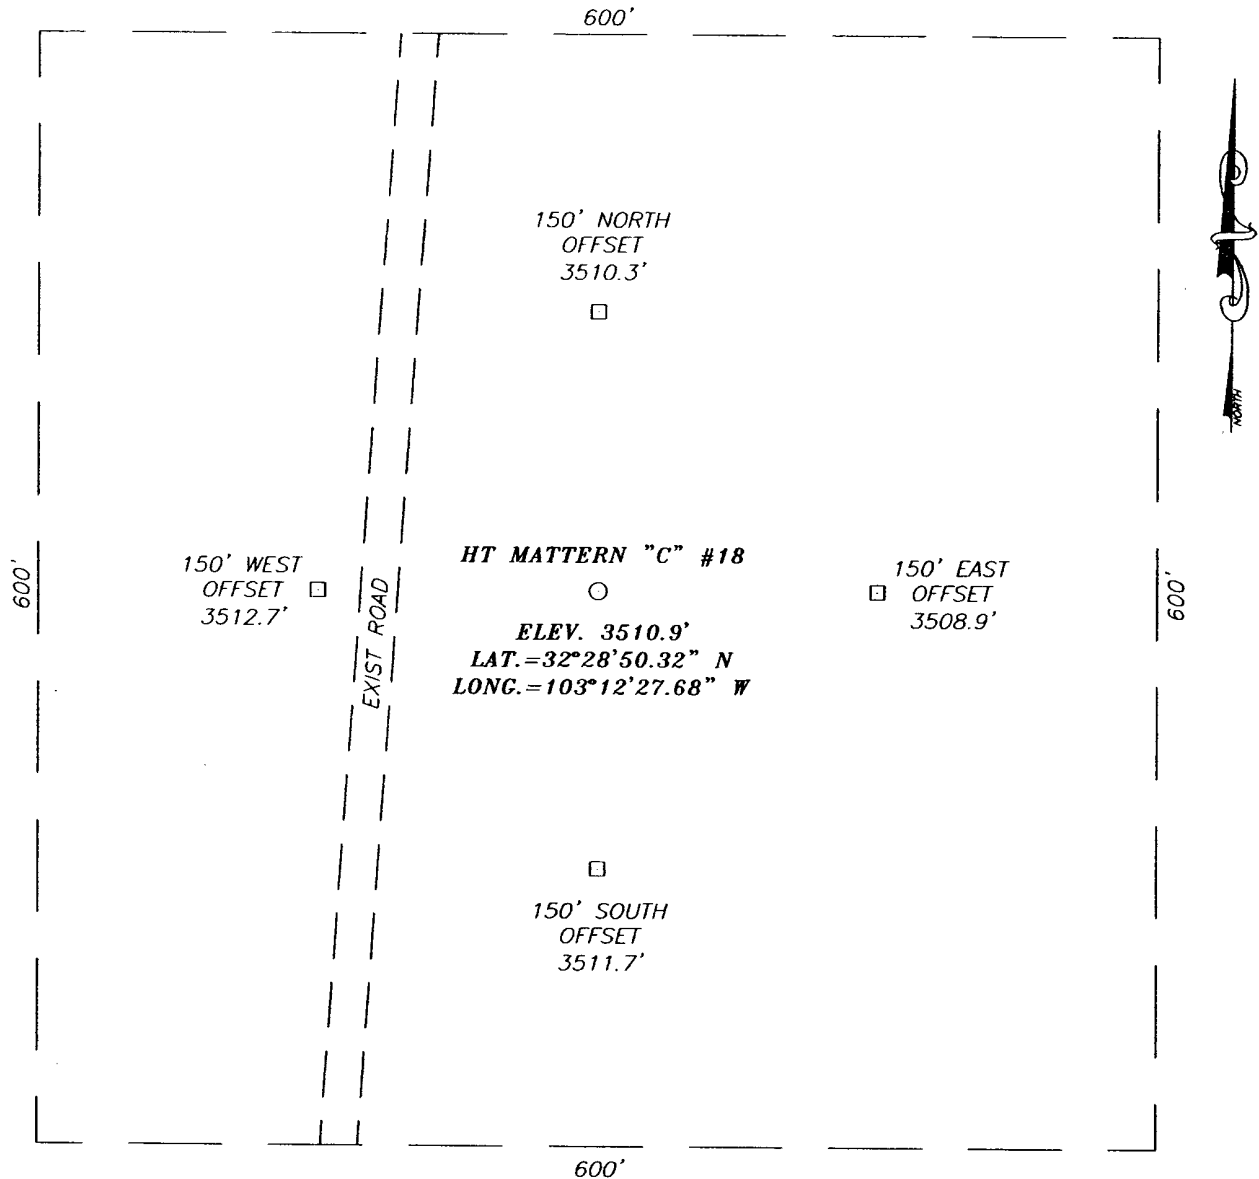 600'
150' NORTH
OFFSET
3510.3'
NORTH
HT MATTERN "C" #18
150' WEST
OFFSET
3512.7'
600'
EXIST ROAD
150' EAST
OFFSET
3508.9'
600'
ELEV. 3510.9'
LAT.=32°28'50.32" N
LONG.=103°12'27.68" W
150' SOUTH
OFFSET
3511.7'
600'